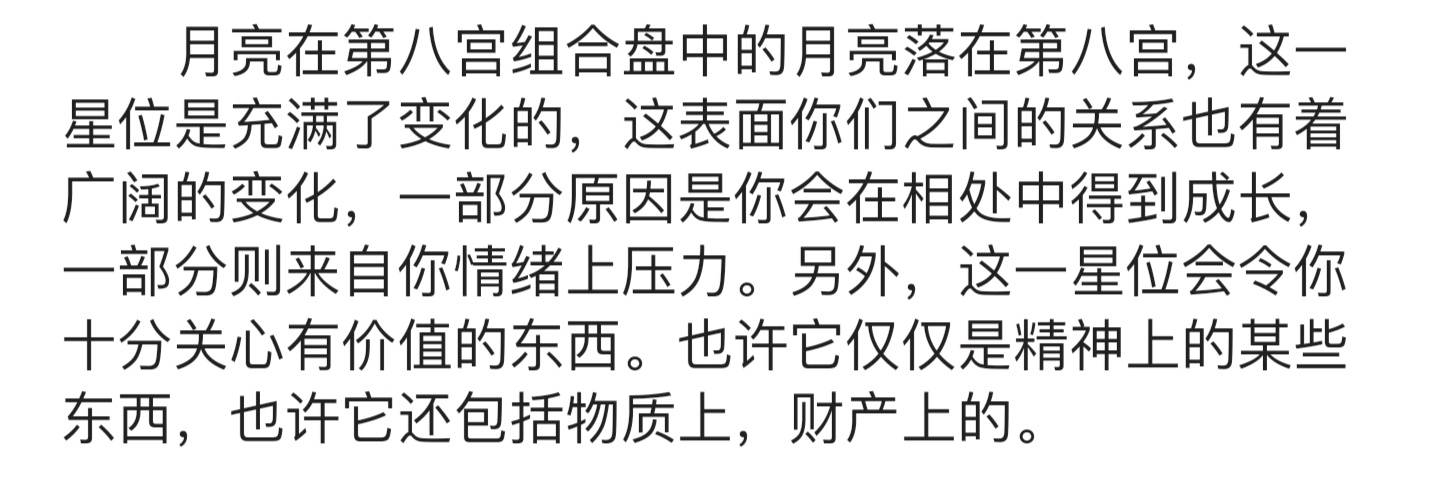 月亮在第八宫组合盘中的月亮落在第八宫，这一
星位是充满了变化的，这表面你们之间的关系也有着
广阔的变化，一部分原因是你会在相处中得到成长，
一部分则来自你情绪上压力。另外，这一星位会令你
十分关心有价值的东西。也许它仅仅是精神上的某些
东西，也许它还包括物质上，财产上的。